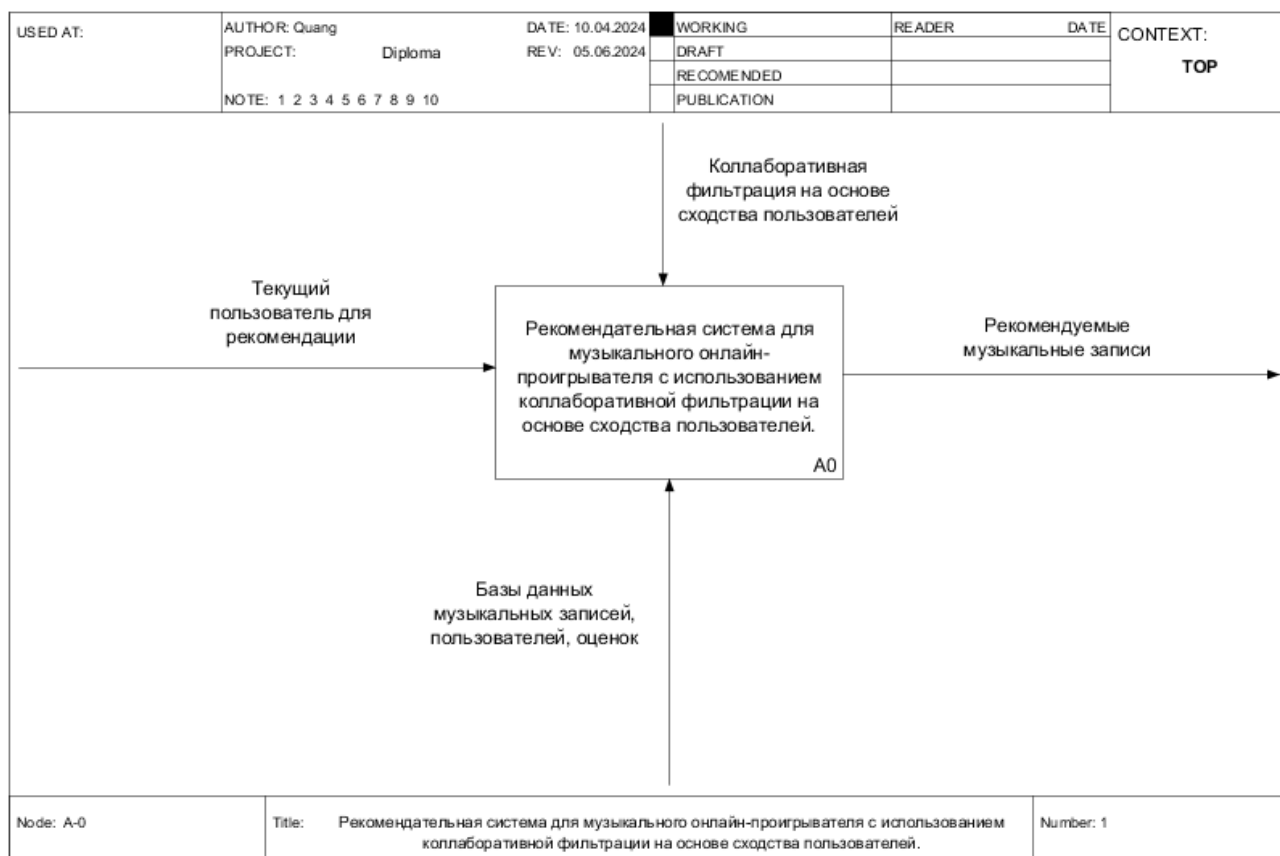 USED AT:
AUTHOR: Quang
DATE: 10.04.2024
PROJECT:
Diploma
REV: 05.06.2024
NOTE: 1 2 3 4 5 6 7 8 9 10
WORKING
DRAFT
RECOMENDED
PUBLICATION
READER
DATE
CONTEXT:
TOP
Коллаборативная
фильтрация на основе
сходства пользователей
Текущий
пользователь для
рекомендации
Рекомендательная система для
музыкального онлайн-
проигрывателя с использованием
коллаборативной фильтрации на
основе сходства пользователей.
A0
Рекомендуемые
музыкальные записи
Базы данных
музыкальных записей,
пользователей, оценок
Node: A-0
Title:
Рекомендательная система для музыкального онлайн-проигрывателя с использованием
коллаборативной фильтрации на основе сходства пользователей.
Number: 1